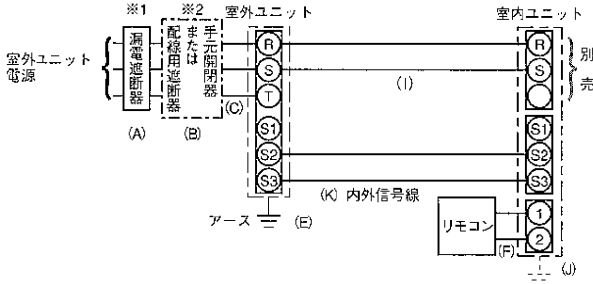 ※1
※2
室外ユニット
室内ユニット
室外ユニット
電源
漏電遮断器
手元開閉器
または
配線用遮断器
(A)
(B)
(C)
R
S
T
S1
S2
S3
(I)
(K) 内外信号線
アース
(E)
R
S
S1
S2
S3
別売
リモコン
1
2
(F)
(J)